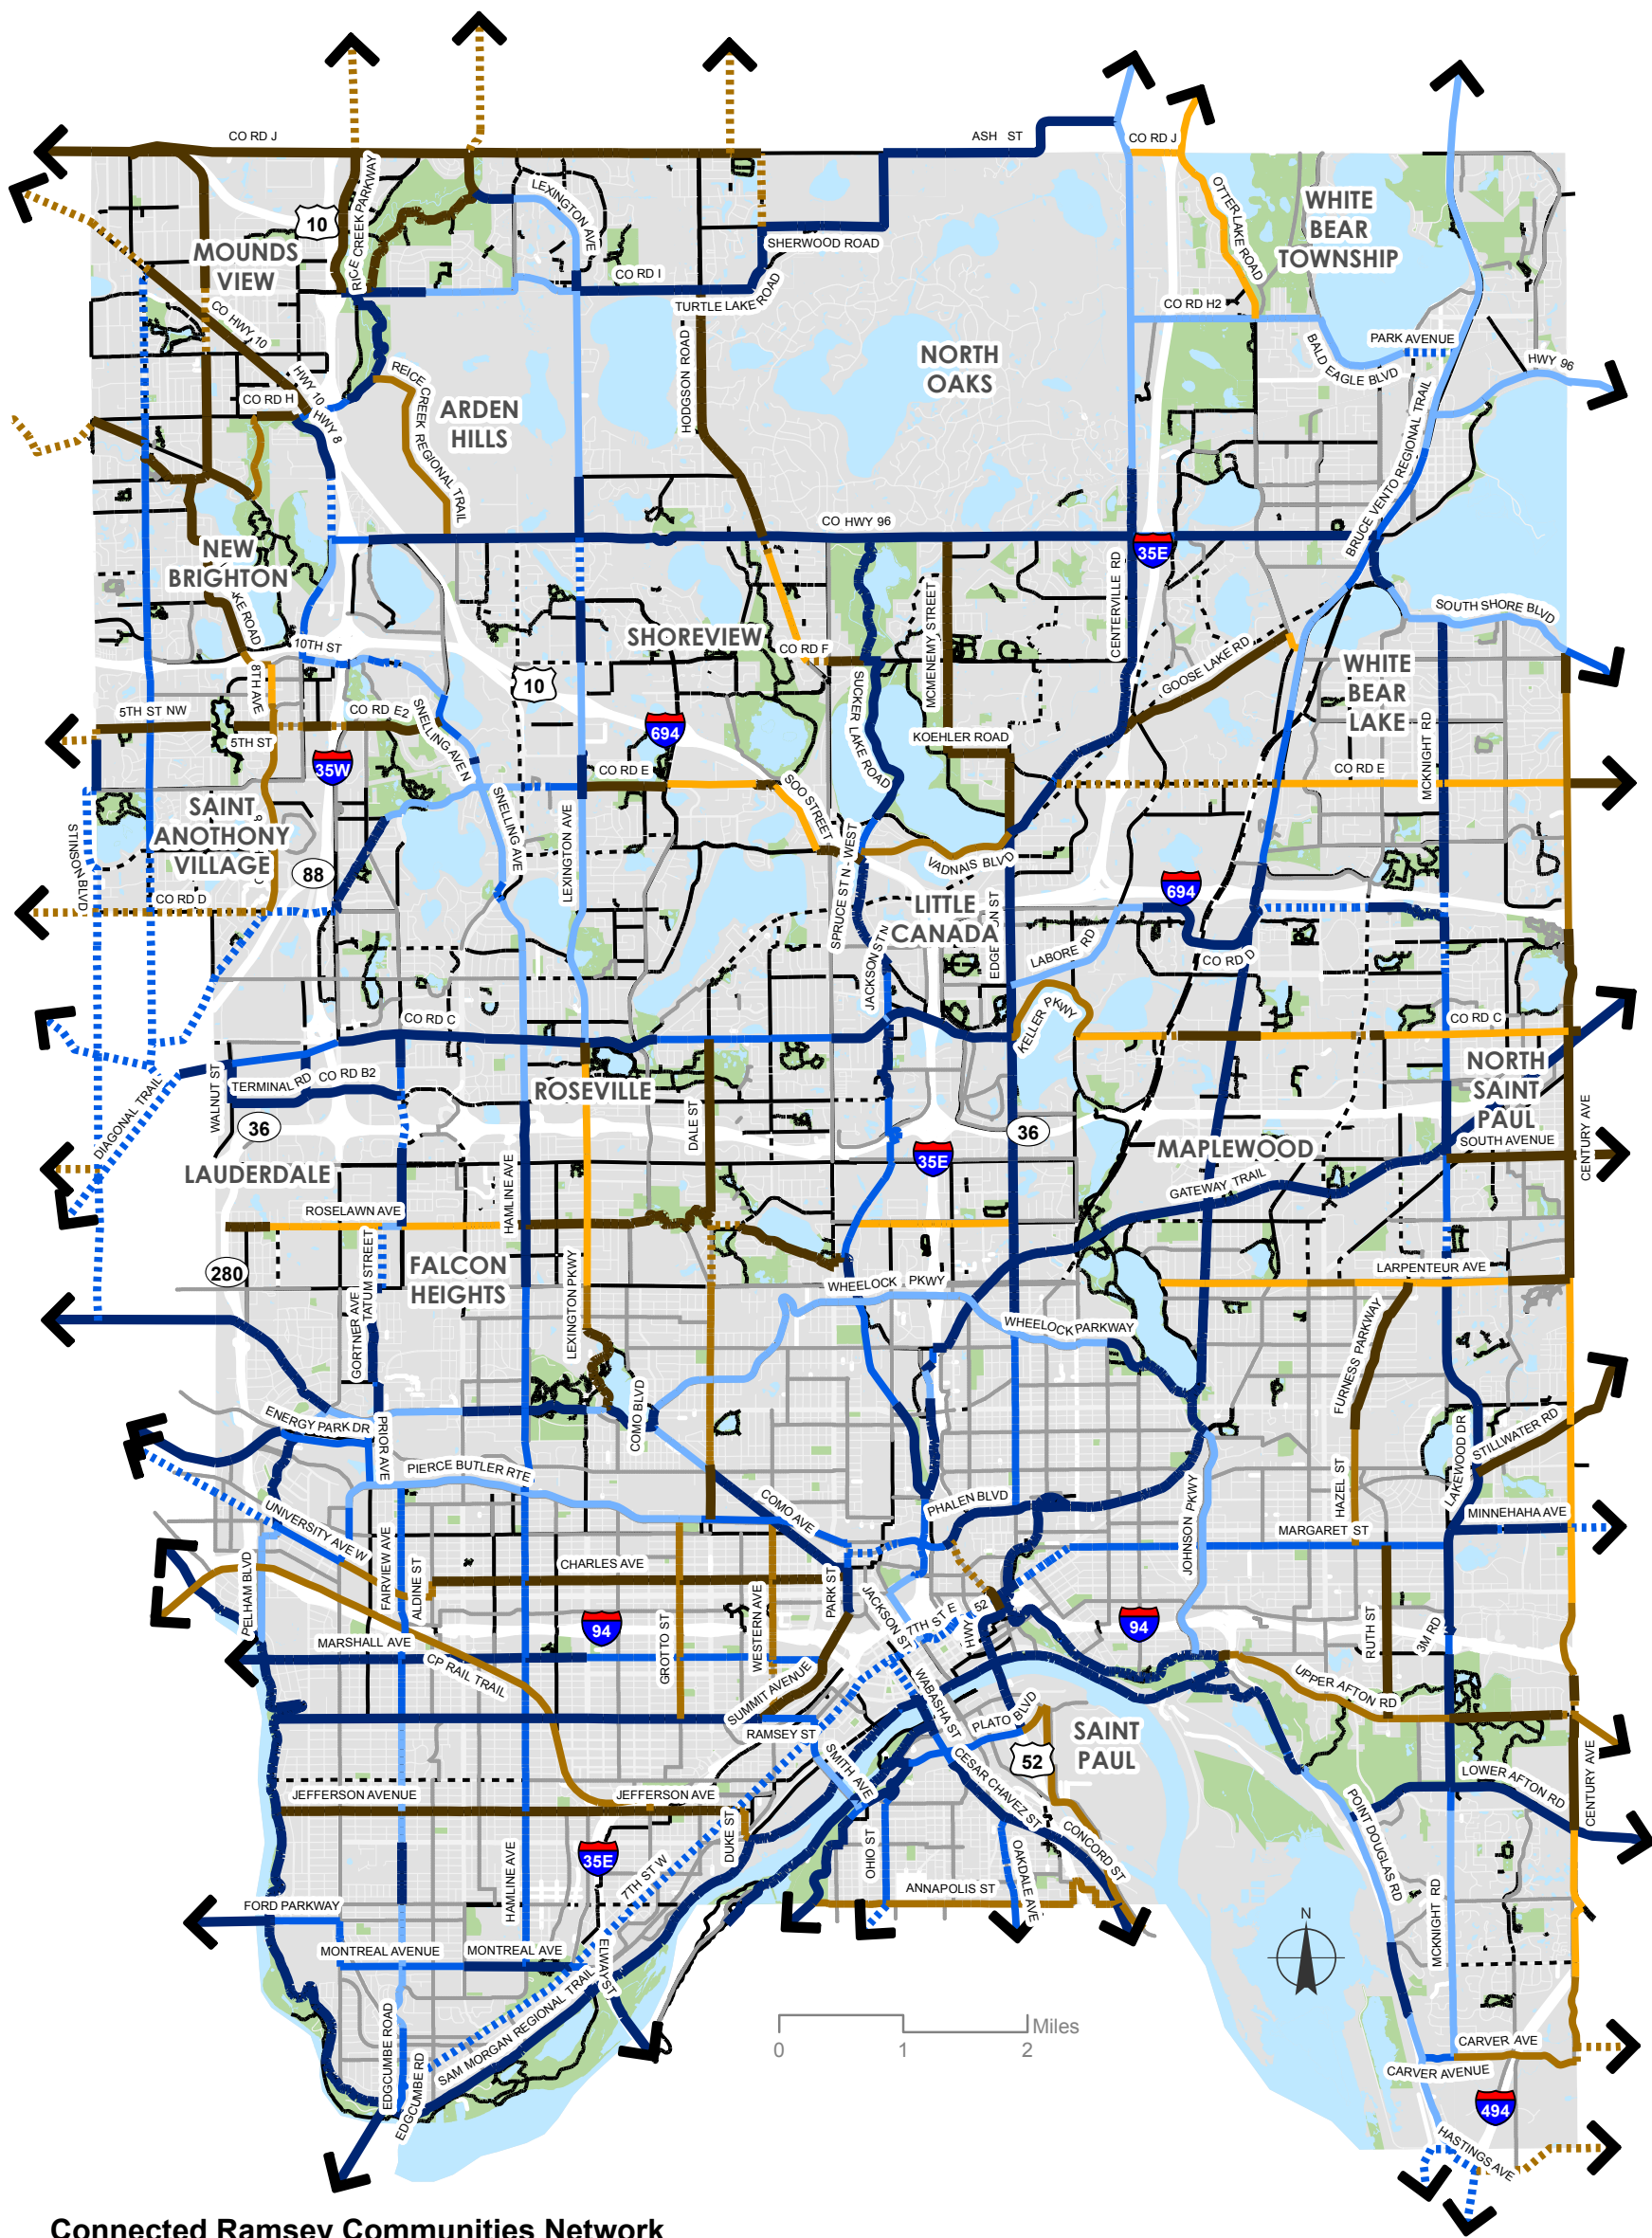 CO RD J
ASH ST
CO RD J
RICE CREEK PARKWAY
LEXINGTON AVE
OTTER LAKE ROAD
WHITE
BEAR
TOWNSHIP
10
MOUNDS
VIEW
SHERWOOD ROAD
CO RD I
TURTLE LAKE ROAD
CO RD H2
CO HWY 10
HODGSON ROAD
NORTH
OAKS
BALD EAGLE BLVD
PARK AVENUE
HWY 96
HWY 10
HWY 8
CO RD H
REICE CREEK REGIONAL TRAIL
ARDEN
HILLS
BRUCE VENTO REGIONAL TRAIL
CO HWY 96
35E
NEW
BRIGHTON
CENTERVILLE RD
MCMENEMY STREET
SOUTH SHORE BLVD
10TH ST
SHOREVIEW
CO RD F
GOOSE LAKE RD
WHITE
BEAR
LAKE
8TH AVE
10
SUCKER LAKE ROAD
5TH ST NW
CO RD E2
5TH ST
SNELLING AVE N
694
KOEHLER ROAD
MCKNIGHT RD
35W
CO RD E
CO RD E
SOO STREET
SAINT
ANOTHONY
VILLAGE
STINSON BLVD
SNELLING AVE
LEXINGTON AVE
SPRUCE ST N - WEST
VADNAIS BLVD
88
694
CO RD D
LITTLE
CANADA
JACKSON ST N
LABORE RD
CO RD D
KELLER PKWY
CO RD C
CO RD C
WALNUT ST
TERMINAL RD
CO RD B2
ROSEVILLE
NORTH
SAINT
PAUL
DIAGONAL TRAIL
36
DALE ST
36
35E
MAPLEWOOD
SOUTH AVENUE
CENTURY AVE
LAUDERDALE
GATEWAY TRAIL
ROSELAWN AVE
HAMLINE AVE
280
FALCON
HEIGHTS
GORTNER AVE
TATUM STREET
LEXINGTON PKWY
WHEELOCK PKWY
LARPENTEUR AVE
WHEELOCK PARKWAY
FURNESS PARKWAY
COMO BLVD
ENERGY PARK DR
PRIOR AVE
STILLWATER RD
LAKEWOOD DR
PIERCE BUTLER RTE
COMO AVE
PHALEN BLVD
HAZEL ST
UNIVERSITY AVE W
MINNEHAHA AVE
MARGARET ST
JOHNSON PKWY
PELHAM BLVD
FAIRVIEW AVE
ALDINE ST
CHARLES AVE
WESTERN AVE
PARK ST
JACKSON ST
7TH ST E
HWY 52
94
94
GROTTO ST
RUTH ST
3M RD
MARSHALL AVE
CP RAIL TRAIL
SUMMIT AVENUE
WABASHA ST
UPPER AFTON RD
RAMSEY ST
PLATO BLVD
SAINT
PAUL
SMITH AVE
52
CESAR CHAVEZ ST
LOWER AFTON RD
CENTURY AVE
JEFFERSON AVENUE
JEFFERSON AVE
DUKE ST
POINT DOUGLAS RD
35E
OHIO ST
OAKDALE AVE
CONCORD ST
HAMLINE AVE
7TH ST W
ANNAPOLIS ST
FORD PARKWAY
MCKNIGHT RD
N
MONTREAL AVENUE
MONTREAL AVE
ELWAY ST
SAM MORGAN REGIONAL TRAIL
EDGCUMBE ROAD
EDGCUMBE RD
Miles
0 1 2
CARVER AVE
CARVER AVENUE
494
HASTINGS AVE
Connected Ramsey Communities Network